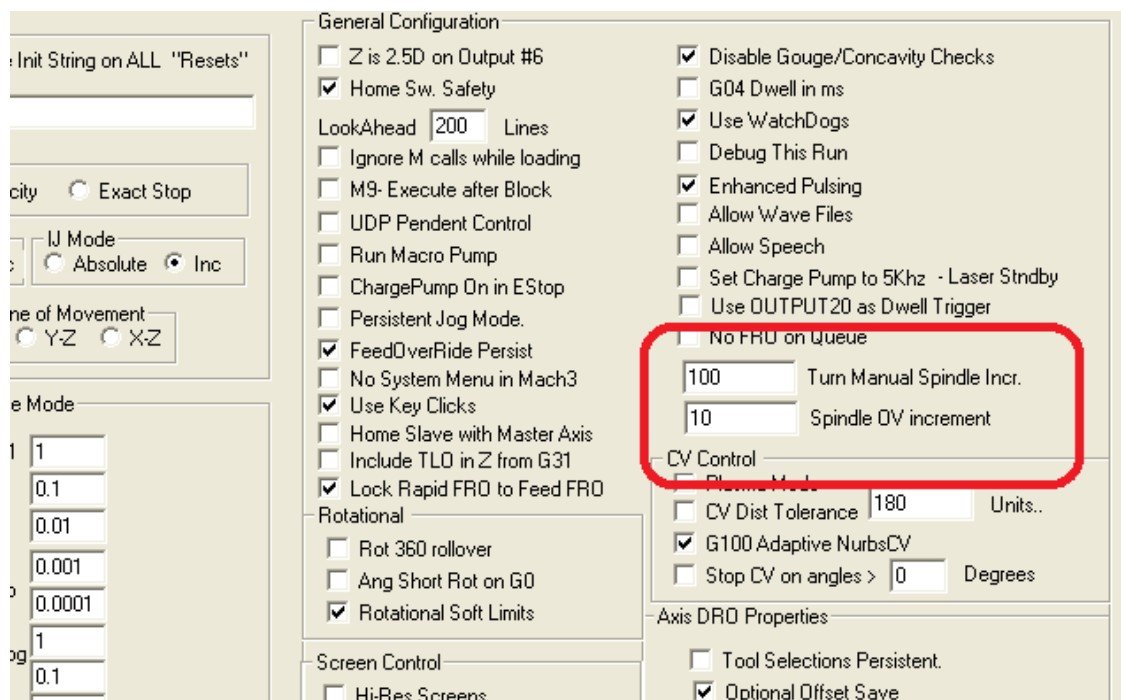 Init String on ALL "Resets"
city
Exact Stop
IJ Mode
Absolute
Inc
ne of Movement
Y-Z
X-Z
e Mode
1
0.1
0.01
0.001
0.0001
1
0.1
General Configuration
Z is 2.5D on Output #6
Home Sw. Safety
LookAhead 200 Lines
Ignore M calls while loading
M9- Execute after Block
UDP Pendent Control
Run Macro Pump
ChargePump On in EStop
Persistent Jog Mode.
FeedOverRide Persist
No System Menu in Mach3
Use Key Clicks
Home Slave with Master Axis
Include TLO in Z from G31
Lock Rapid FRO to Feed FRO
Rotational
Rot 360 rollover
Ang Short Rot on G0
Rotational Soft Limits
Screen Control
Hi-Res Screens
Disable Gouge/Concavity Checks
G04 Dwell in ms
Use WatchDogs
Debug This Run
Enhanced Pulsing
Allow Wave Files
Allow Speech
Set Charge Pump to 5Khz - Laser Stndby
Use OUTPUT20 as Dwell Trigger
No FRO on Queue
100 Turn Manual Spindle Incr.
10 Spindle OV increment
CV Control
Plasma Mode
CV Dist Tolerance 180 Units..
G100 Adaptive NurbsCV
Stop CV on angles > 0 Degrees
Axis DRO Properties
Tool Selections Persistent.
Optional Offset Save